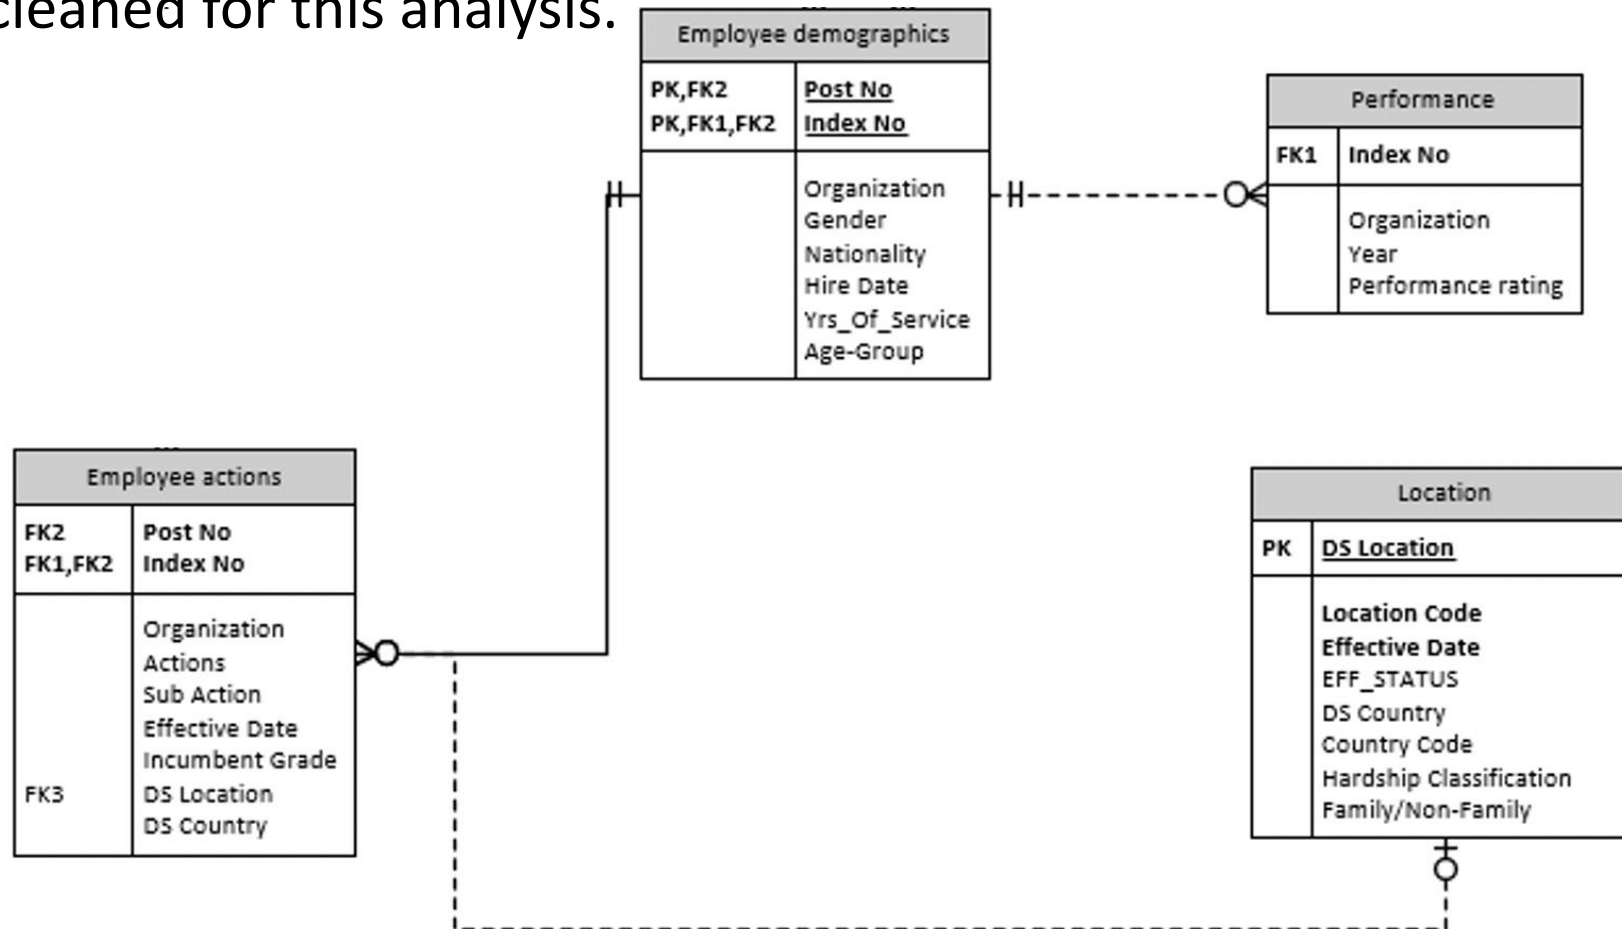 cleaned for this analysis.
Employee demographics
PK,FK2 Post No
PK,FK1,FK2 Index No
Organization
Gender
Nationality
Hire Date
Yrs_Of_Service
Age-Group
Performance
FK1 Index No
Organization
Year
Performance rating
Employee actions
FK2 Post No
FK1,FK2 Index No
Organization
Actions
Sub Action
Effective Date
Incumbent Grade
FK3 DS Location
DS Country
Location
PK DS Location
Location Code
Effective Date
EFF_STATUS
DS Country
Country Code
Hardship Classification
Family/Non-Family